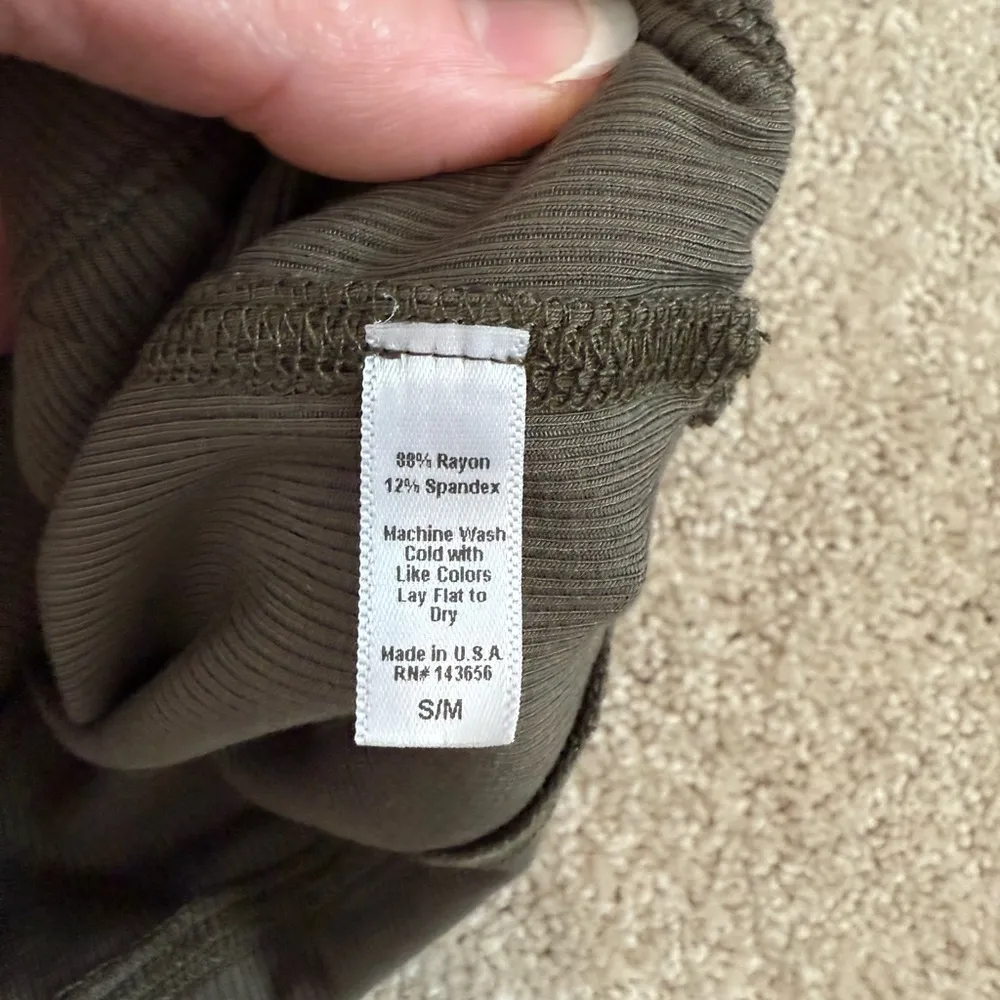 88% Rayon
12% Spandex
Machine Wash
Cold with
Like Colors
Lay Flat to
Dry
Made in U.S.A.
RN# 143656
S/M